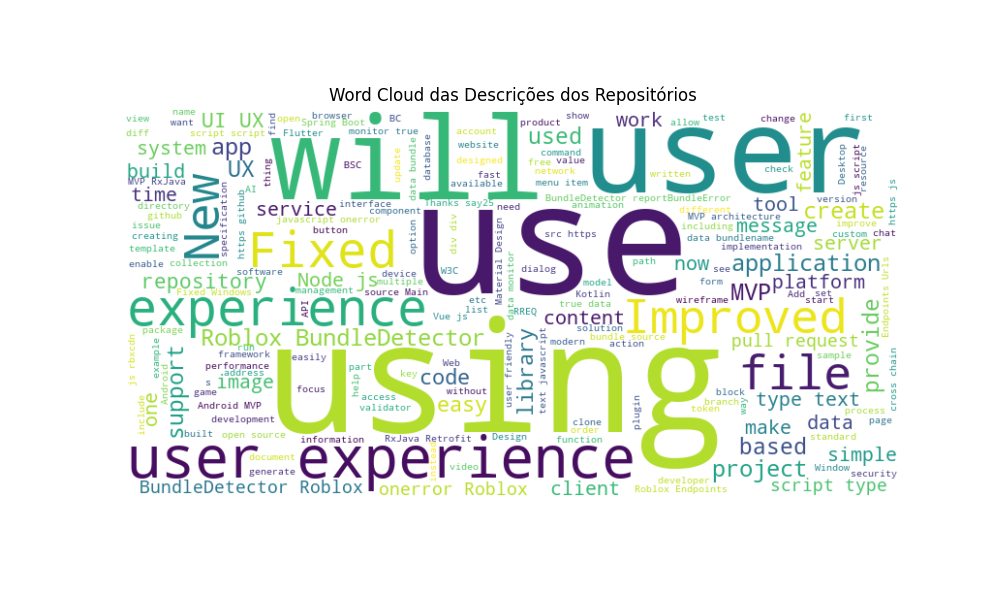 Word Cloud das Descrições dos Repositórios
will
user
use
using
New
Fixed
experience
Improved
file
user experience
UI UX
UX
system
app
build
time
service
repository
Node js
Roblox BundleDetector
BundleDetector Roblox
onerror Roblox
client
support
image
one
code
easy
library
content
used
work
feature
tool
create
message
server
now
application
MVP
platform
provide
pull request
type text
make
data
based
simple
project
script type
view
name
want
open
find
browser
BC
diff
script script
Spring Boot
Flutter
monitor true
database
account
website
product
show
command
free
value
network
allow
test
change
first
check
written
Desktop
version
js script
resource
https js
MVP RxJava
thing
BSC
update
data bundle
designed
fast
available
menu item
directory
github
AI
specification
interface
component
option
Thanks say25
need
BundleDetector reportBundleError
animation
different
including
MVP architecture
data bundlename
implementation
custom
chat
improve
issue
creating
template
enable
collection
https github
javascript onerror
button
div div
src https
path
see
software
device
multiple
W3C
Material Design
dialog
model
form
Add
set
start
Endpoints Urls
Fixed Windows
management
API
source Main
etc
list
data monitor
RREQ
Kotlin
true data
wireframe
Vue js
solution
modern
action
bundle source
sample
package
js rbxcdn
example
Android
include
run
framework
performance
address
easily
s
game
Android MVP
development
built
open source
focus
part
help
key
access
validator
Web
without
user friendly
text javascript
block
branch
token
way
process
page
cross chain
standard
plugin
clone
order
function
information
RxJava Retrofit
Design
document
generate
video
developer
Roblox Endpoints
Window
security